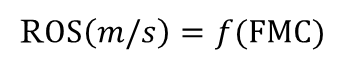 ROS(m/s) = f(FMC)